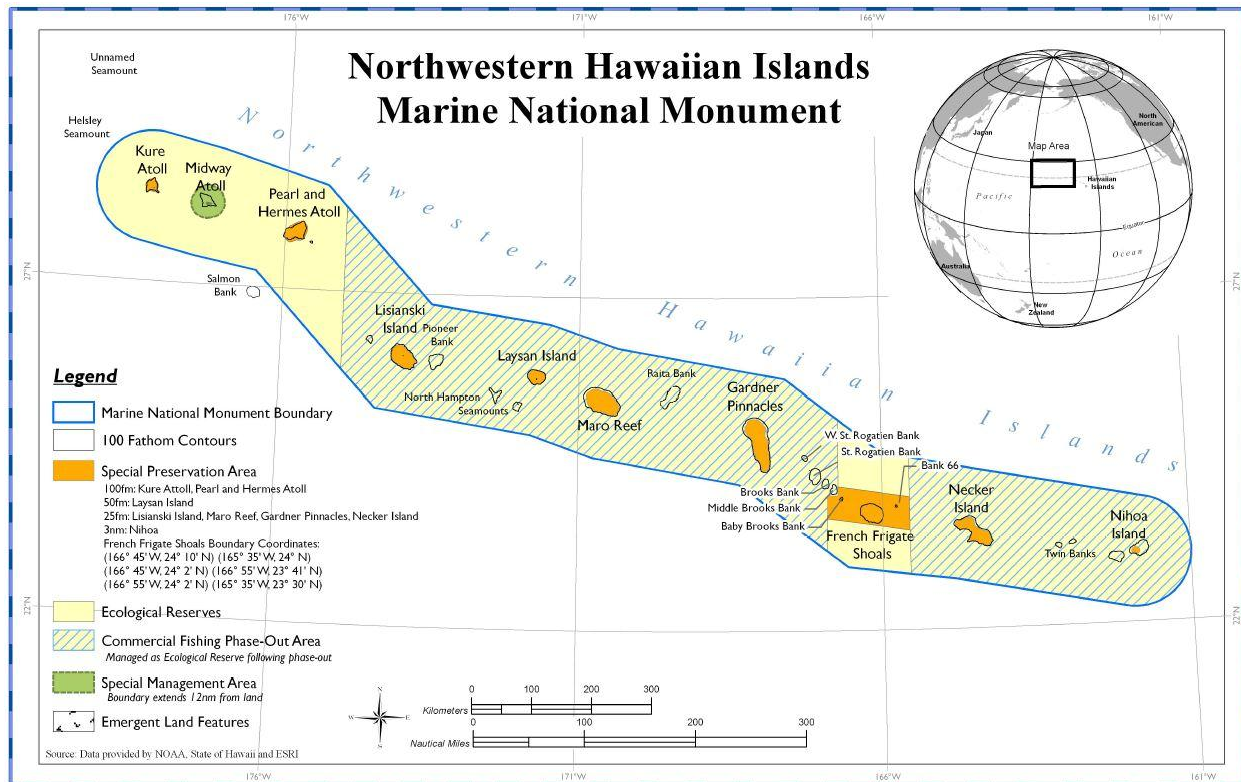 176°W
171°W
166°W
161°W
Northwestern Hawaiian Islands
Marine National Monument
Unnamed
Seamount
Helsley
Seamount
Kure
Atoll
Midway
Atoll
Pearl and
Hermes Atoll
Northwestern Hawaiian Islands
Japan
North
American
Map Area
Hawaiian
Islands
Pacific
Equator
Ocean
Australia
New
Zealand
27°N
27°N
Salmon
Bank
Lisianski
Island
Pioneer
Bank
Laysan Island
North Hampton
Seamounts
Raita Bank
Maro Reef
Gardner
Pinnacles
W. St. Rogatien Bank
St. Rogatien Bank
Bank 66
Brooks Bank
Middle Brooks Bank
Baby Brooks Bank
French Frigate
Shoals
Necker
Island
Nihoa
Island
Twin Banks
Legend
Marine National Monument Boundary
100 Fathom Contours
Special Preservation Area
100fm: Kure Attoll, Pearl and Hermes Atoll
50fm: Laysan Island
25fm: Lisianski Island, Maro Reef, Gardner Pinnacles, Necker Island
3nm: Nihoa
French Frigate Shoals Boundary Coordinates:
(166° 45' W, 24° 10' N) (165° 35' W, 24° N)
(166° 45' W, 24° 2' N) (166° 55' W, 23° 41' N)
(166° 55' W, 24° 2' N) (165° 35' W, 23° 30' N)
Ecological Reserves
Commercial Fishing Phase-Out Area
Managed as Ecological Reserve following phase-out
Special Management Area
Boundary extends 12nm from land
Emergent Land Features
22°N
22°N
N
W
E
S
0 100 200 300
Kilometers
0 100 200 300
Nautical Miles
Source: Data provided by NOAA, State of Hawaii and ESRI
176°W
171°W
166°W
161°W